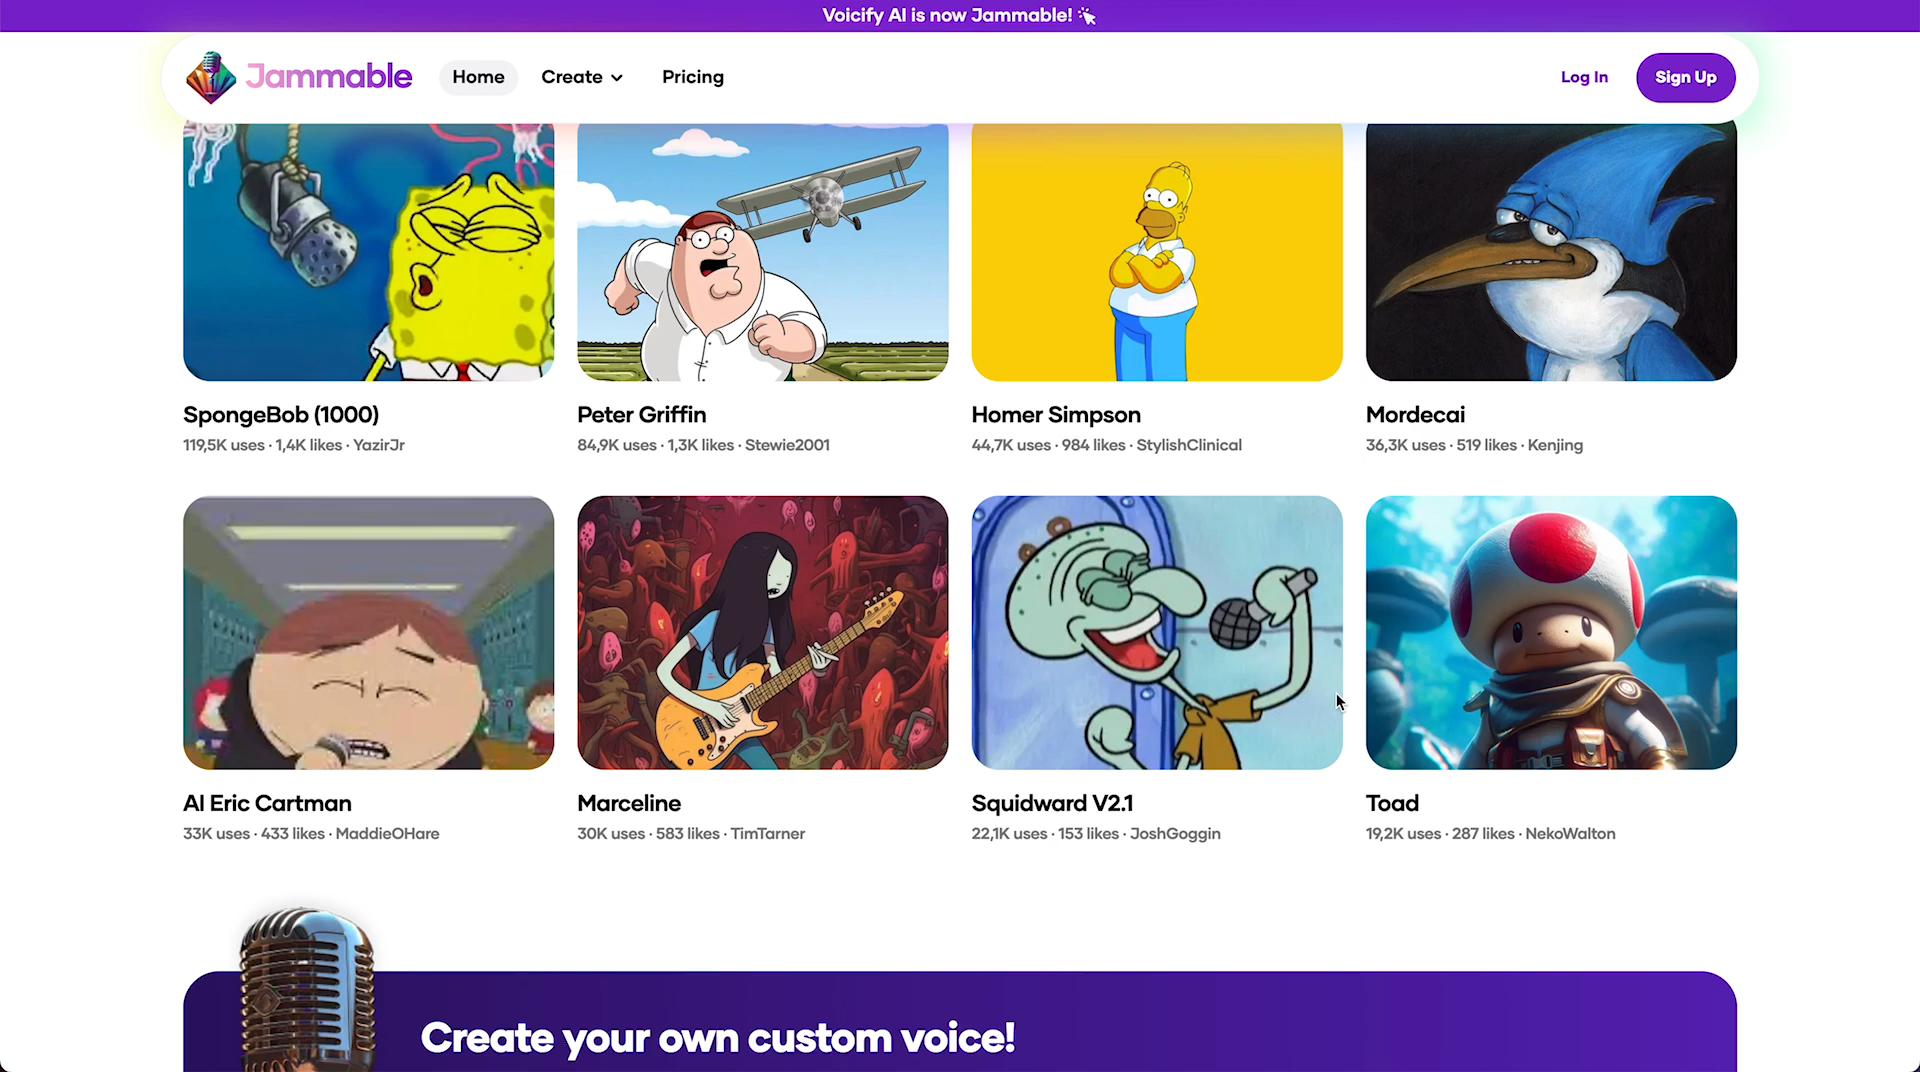 Voicify AI is now Jammable!
Jammable
Home
Create
Pricing
Log In
Sign Up
SpongeBob (1000)
119,5K uses · 1,4K likes · YazirJr
Peter Griffin
84,9K uses · 1,3K likes · Stewie2001
Homer Simpson
44,7K uses · 984 likes · StylishClinical
Mordecai
36,3K uses · 519 likes · Kenjing
AI Eric Cartman
33K uses · 433 likes · MaddieOHare
Marceline
30K uses · 583 likes · TimTarner
Squidward V2.1
22,1K uses · 153 likes · JoshGoggin
Toad
19,2K uses · 287 likes · NekoWalton
Create your own custom voice!